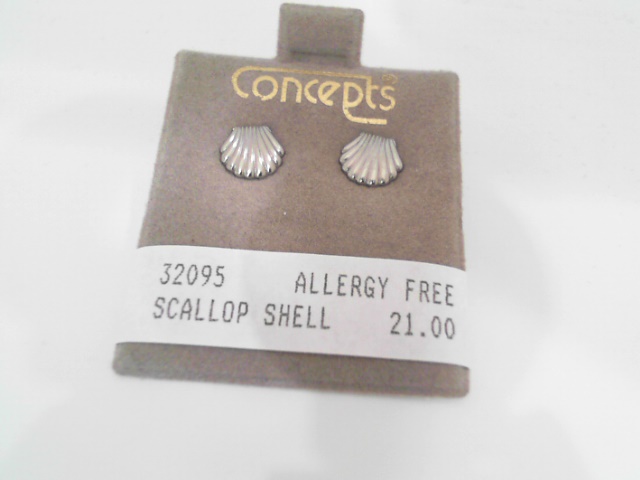 Concepts®
32095 ALLERGY FREE
SCALLOP SHELL 21.00